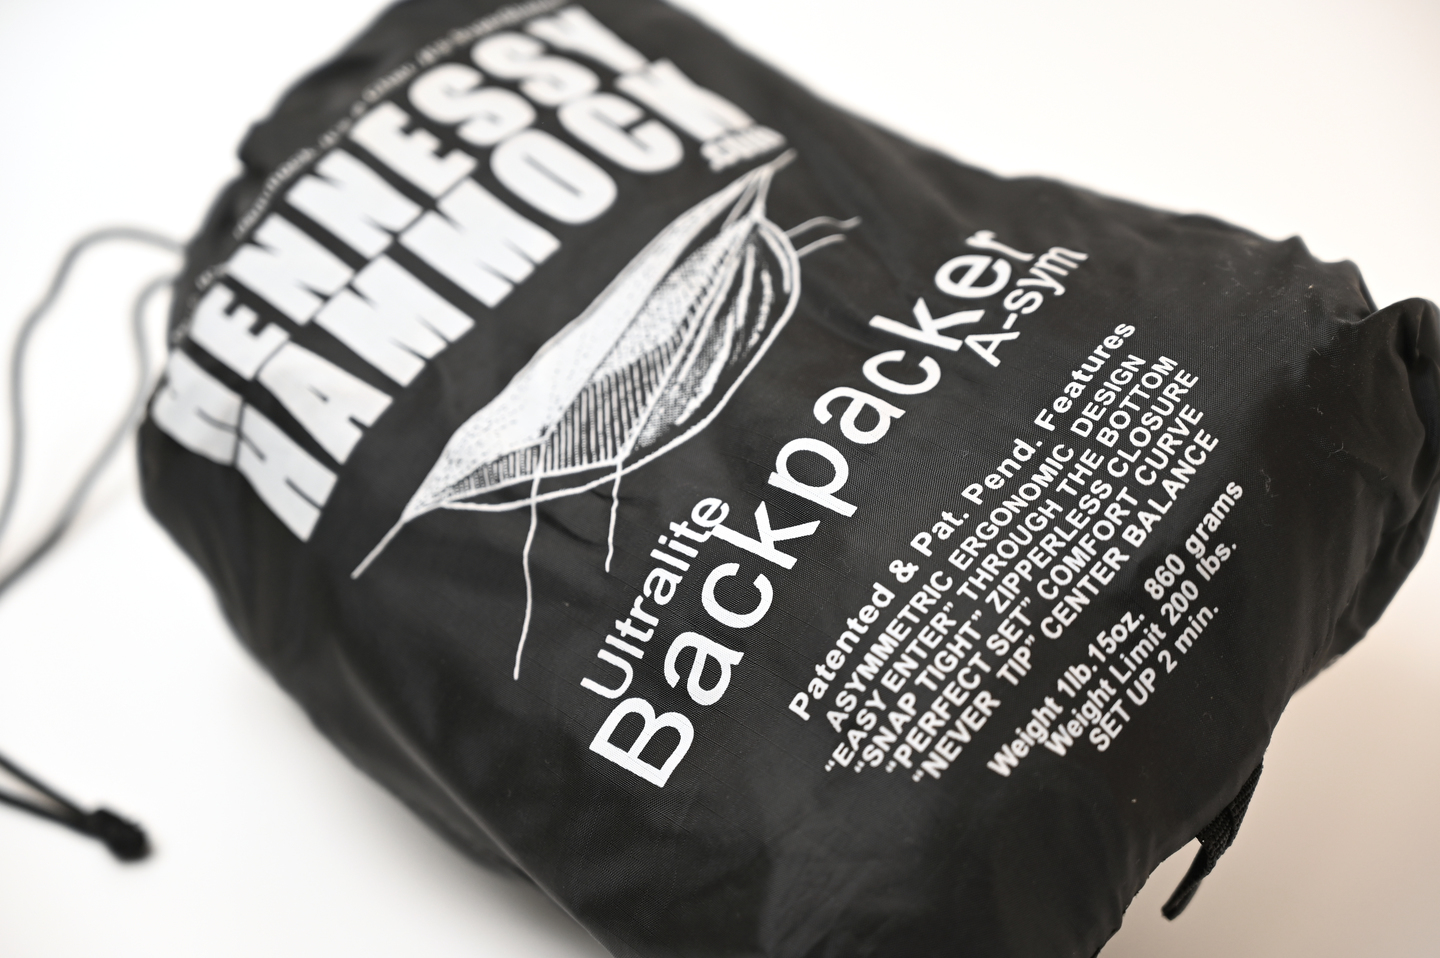 HENNESSY
HAMMOCK
.com
Ultralite
Backpacker
A-sym
Patented & Pat. Pend. Features
ASYMMETRIC ERGONOMIC DESIGN
"EASY ENTER" THROUGH THE BOTTOM
"SNAP TIGHT" ZIPPERLESS CLOSURE
"PERFECT SET" COMFORT CURVE
"NEVER TIP" CENTER BALANCE
Weight 1lb.15oz. 860 grams
Weight Limit 200 lbs.
SET UP 2 min.